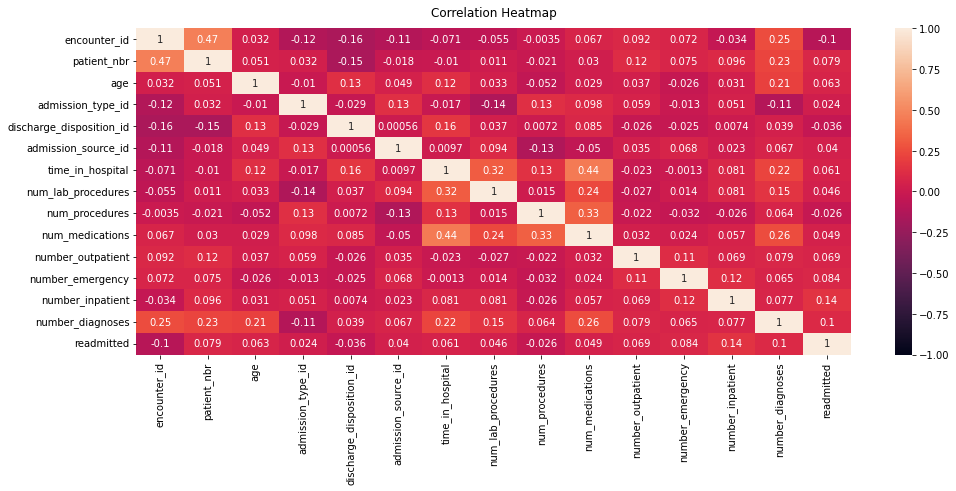 Correlation Heatmap
encounter_id 1 0.47 0.032 -0.12 -0.16 -0.11 -0.071 -0.055 -0.0035 0.067 0.092 0.072 -0.034 0.25 -0.1
patient_nbr 0.47 1 0.051 0.032 -0.15 -0.018 -0.01 0.011 -0.021 0.03 0.12 0.075 0.096 0.23 0.079
age 0.032 0.051 1 -0.01 0.13 0.049 0.12 0.033 -0.052 0.029 0.037 -0.026 0.031 0.21 0.063
admission_type_id -0.12 0.032 -0.01 1 -0.029 0.13 -0.017 -0.14 0.13 0.098 0.059 -0.013 0.051 -0.11 0.024
discharge_disposition_id -0.16 -0.15 0.13 -0.029 1 0.00056 0.16 0.037 0.0072 0.085 -0.026 -0.025 0.0074 0.039 -0.036
admission_source_id -0.11 -0.018 0.049 0.13 0.00056 1 0.0097 0.094 -0.13 -0.05 0.035 0.068 0.023 0.067 0.04
time_in_hospital -0.071 -0.01 0.12 -0.017 0.16 0.0097 1 0.32 0.13 0.44 -0.023 -0.0013 0.081 0.22 0.061
num_lab_procedures -0.055 0.011 0.033 -0.14 0.037 0.094 0.32 1 0.015 0.24 -0.027 0.014 0.081 0.15 0.046
num_procedures -0.0035 -0.021 -0.052 0.13 0.0072 -0.13 0.13 0.015 1 0.33 -0.022 -0.032 -0.026 0.064 -0.026
num_medications 0.067 0.03 0.029 0.098 0.085 -0.05 0.44 0.24 0.33 1 0.032 0.024 0.057 0.26 0.049
number_outpatient 0.092 0.12 0.037 0.059 -0.026 0.035 -0.023 -0.027 -0.022 0.032 1 0.11 0.069 0.079 0.069
number_emergency 0.072 0.075 -0.026 -0.013 -0.025 0.068 -0.0013 0.014 -0.032 0.024 0.11 1 0.12 0.065 0.084
number_inpatient -0.034 0.096 0.031 0.051 0.0074 0.023 0.081 0.081 -0.026 0.057 0.069 0.12 1 0.077 0.14
number_diagnoses 0.25 0.23 0.21 -0.11 0.039 0.067 0.22 0.15 0.064 0.26 0.079 0.065 0.077 1 0.1
readmitted -0.1 0.079 0.063 0.024 -0.036 0.04 0.061 0.046 -0.026 0.049 0.069 0.084 0.14 0.1 1
encounter_id
patient_nbr
age
admission_type_id
discharge_disposition_id
admission_source_id
time_in_hospital
num_lab_procedures
num_procedures
num_medications
number_outpatient
number_emergency
number_inpatient
number_diagnoses
readmitted
1.00
0.75
0.50
0.25
0.00
−0.25
−0.50
−0.75
−1.00